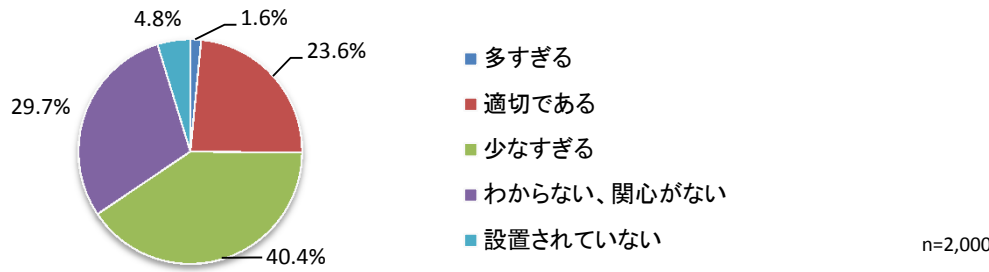 4.8%
1.6%
23.6%
29.7%
40.4%
多すぎる
適切である
少なすぎる
わからない、関心がない
設置されていない
n=2,000